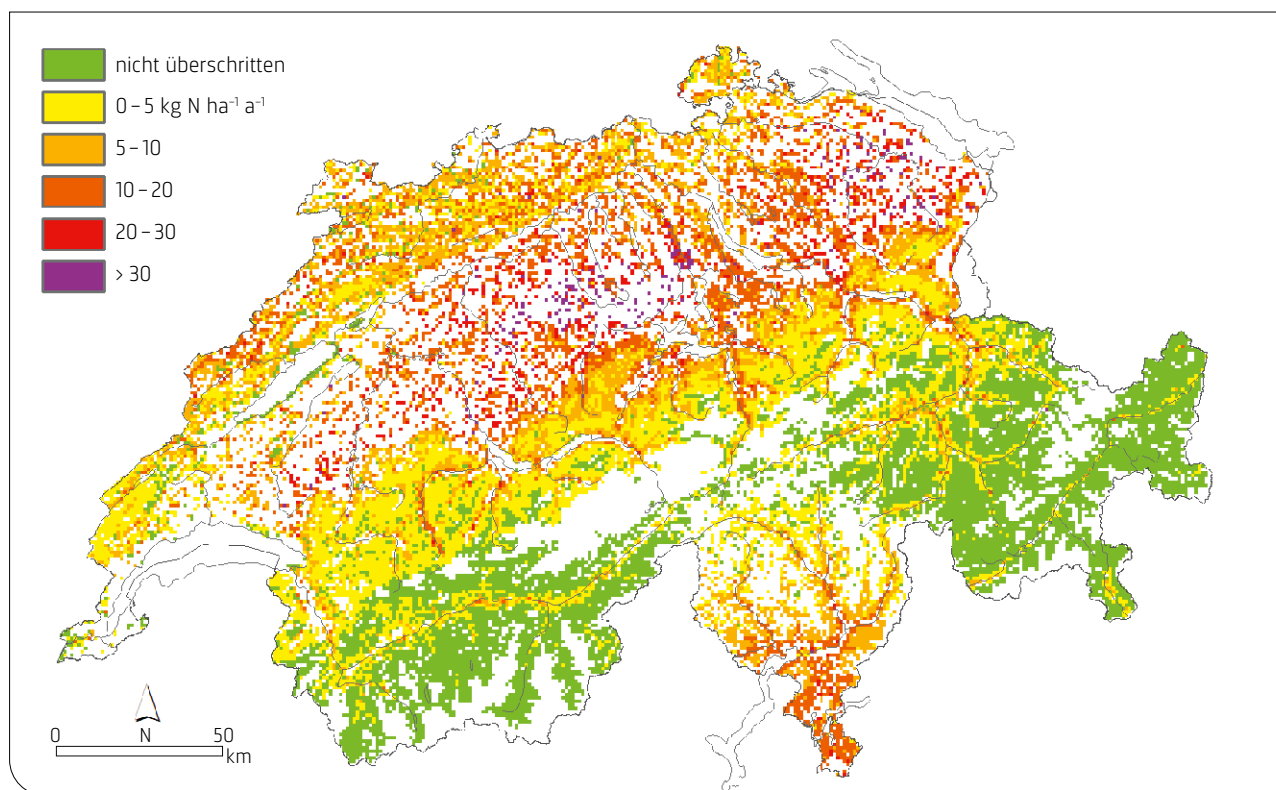 nicht überschritten
0–5 kg N ha⁻¹ a⁻¹
5–10
10–20
20–30
> 30
0 N 50
km